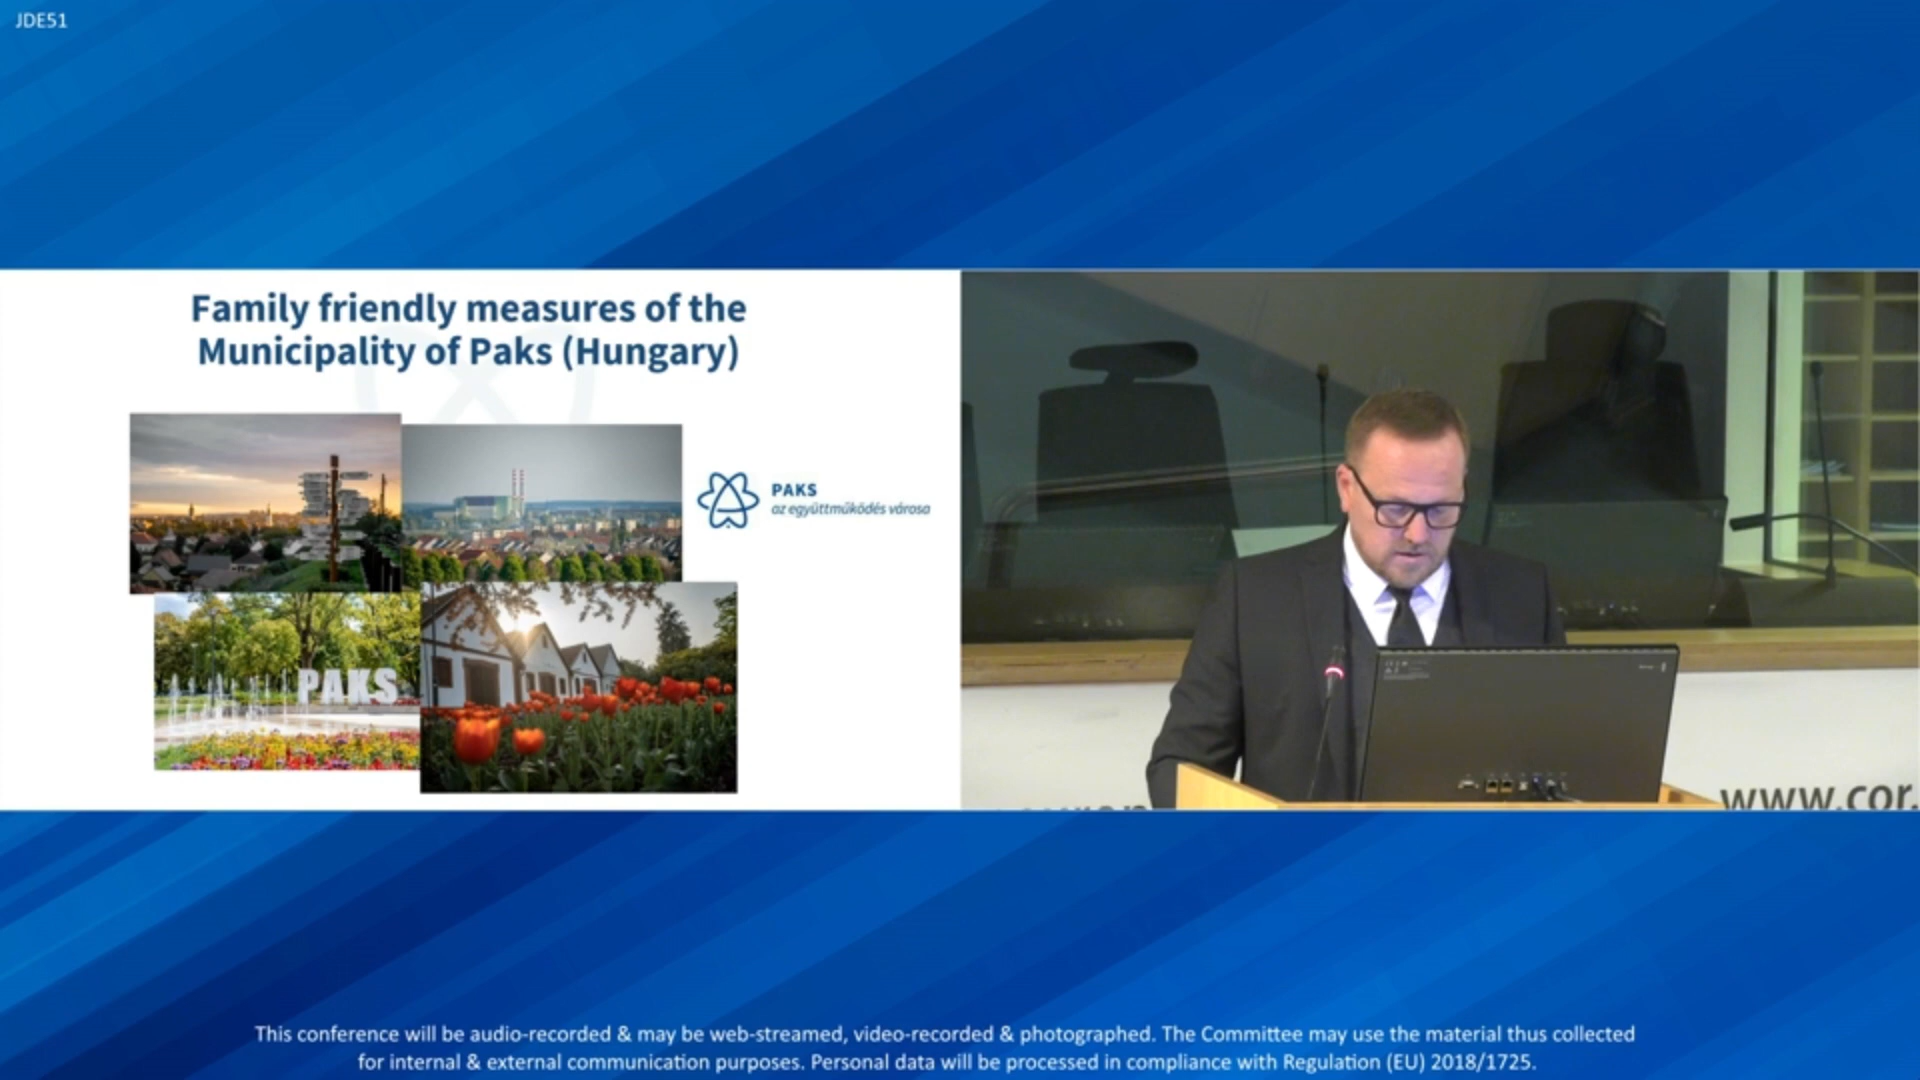 JDE51
Family friendly measures of the
Municipality of Paks (Hungary)
PAKS
az együttműködés városa
PAKS
www.cor.
This conference will be audio-recorded & may be web-streamed, video-recorded & photographed. The Committee may use the material thus collected
for internal & external communication purposes. Personal data will be processed in compliance with Regulation (EU) 2018/1725.